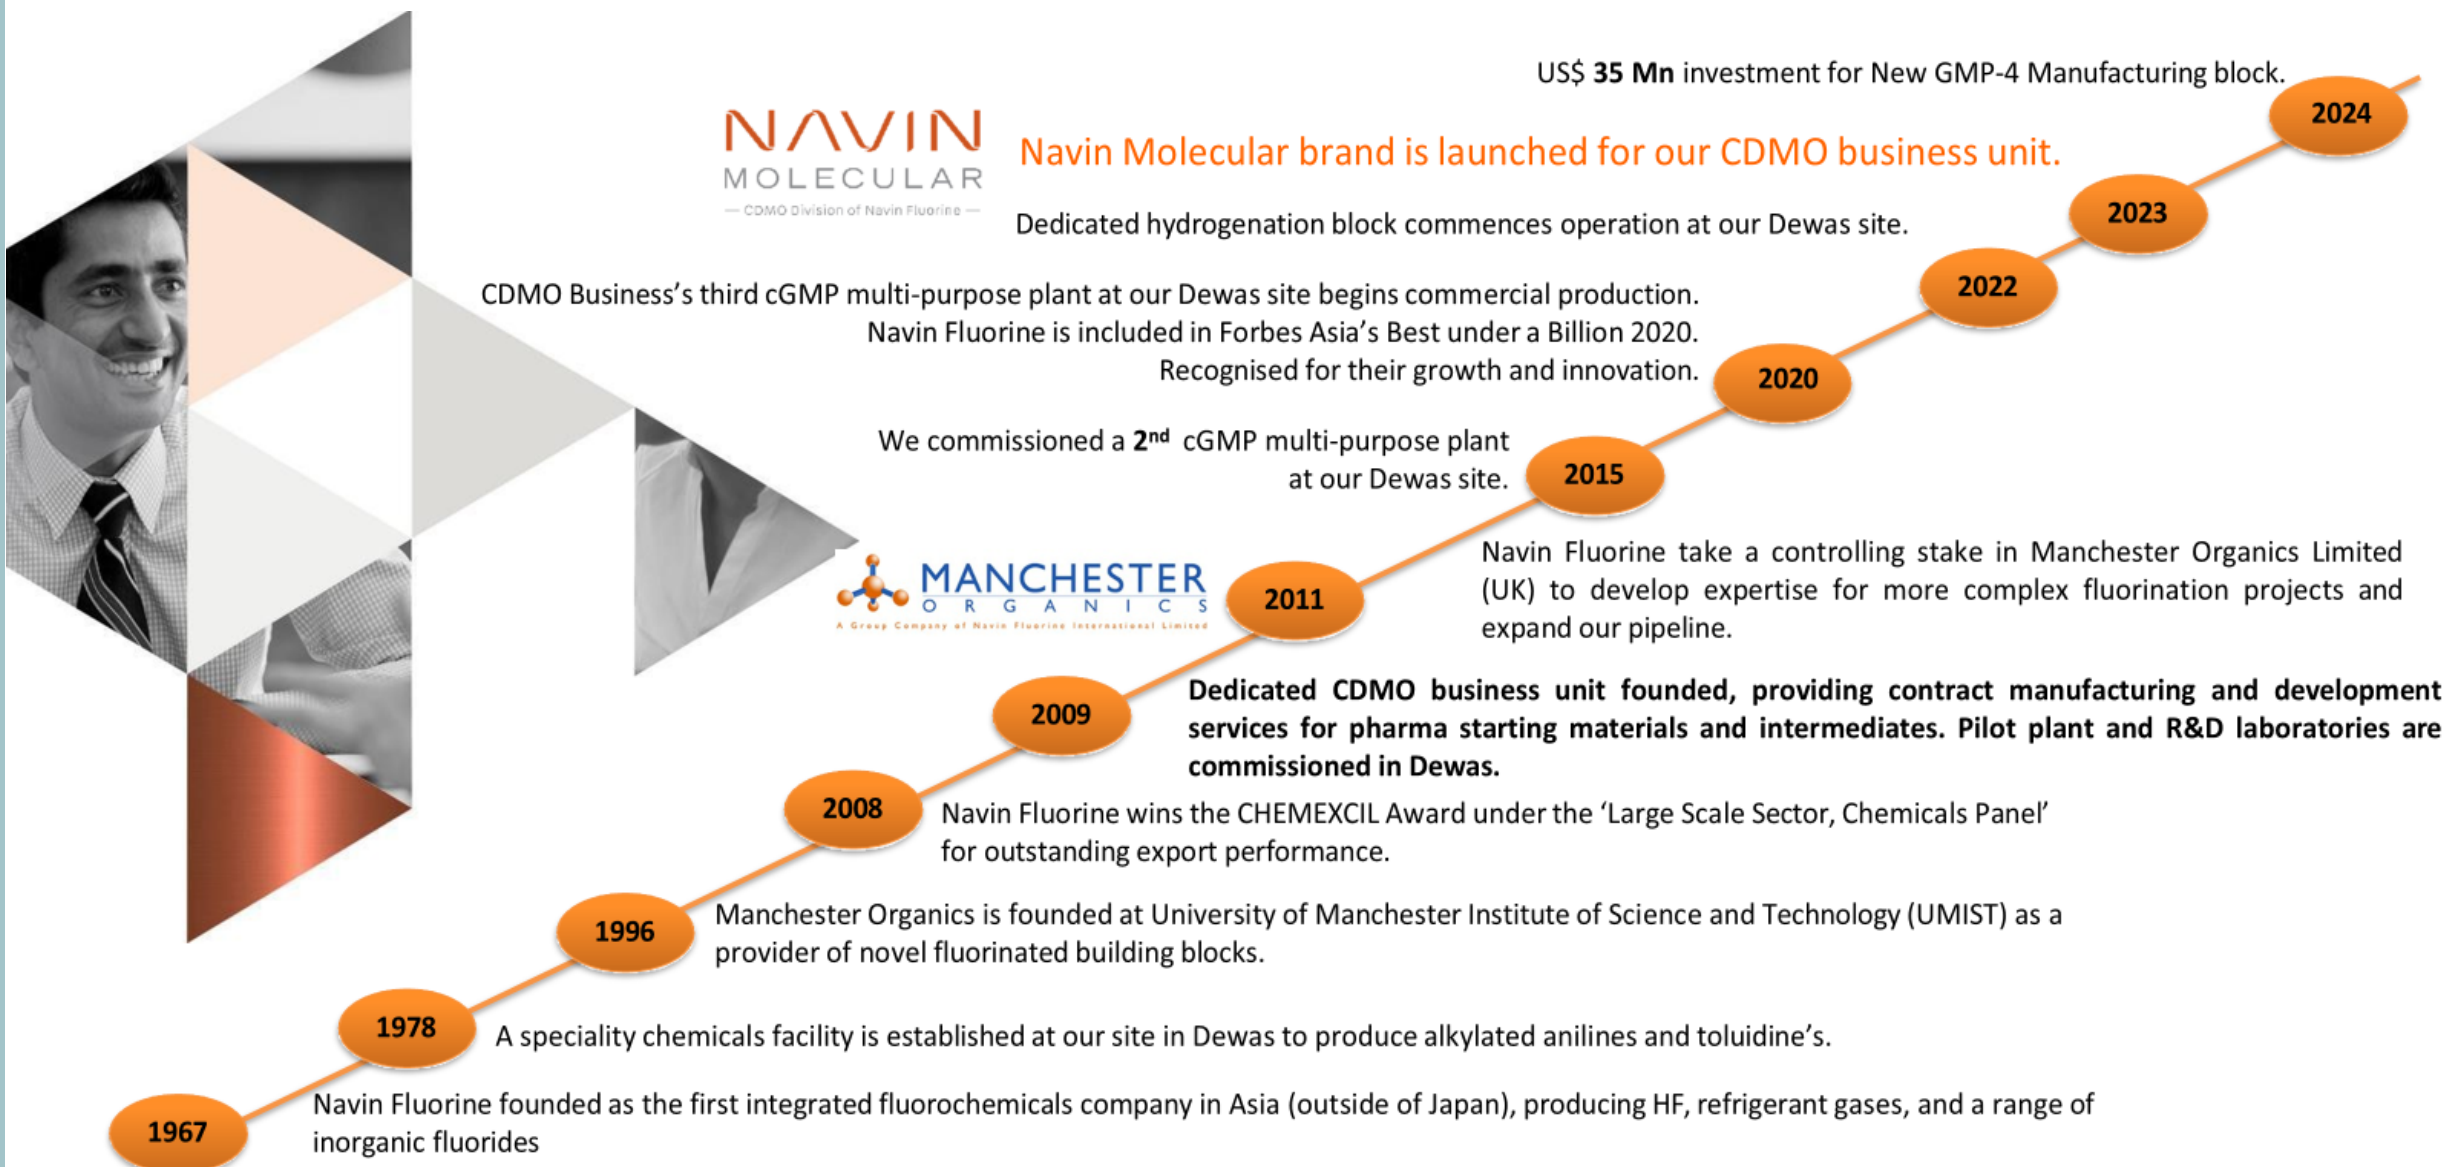 US$ 35 Mn investment for New GMP-4 Manufacturing block.
2024
NAVIN
MOLECULAR
— CDMO Division of Navin Fluorine —
Navin Molecular brand is launched for our CDMO business unit.
2023
Dedicated hydrogenation block commences operation at our Dewas site.
2022
CDMO Business’s third cGMP multi-purpose plant at our Dewas site begins commercial production.
Navin Fluorine is included in Forbes Asia’s Best under a Billion 2020.
Recognised for their growth and innovation.
2020
We commissioned a 2nd cGMP multi-purpose plant
at our Dewas site.
2015
MANCHESTER
ORGANICS
A Group Company of Navin Fluorine International Limited
2011
Navin Fluorine take a controlling stake in Manchester Organics Limited
(UK) to develop expertise for more complex fluorination projects and
expand our pipeline.
2009
Dedicated CDMO business unit founded, providing contract manufacturing and development
services for pharma starting materials and intermediates. Pilot plant and R&D laboratories are
commissioned in Dewas.
2008
Navin Fluorine wins the CHEMEXCIL Award under the ‘Large Scale Sector, Chemicals Panel’
for outstanding export performance.
1996
Manchester Organics is founded at University of Manchester Institute of Science and Technology (UMIST) as a
provider of novel fluorinated building blocks.
1978
A speciality chemicals facility is established at our site in Dewas to produce alkylated anilines and toluidine’s.
1967
Navin Fluorine founded as the first integrated fluorochemicals company in Asia (outside of Japan), producing HF, refrigerant gases, and a range of
inorganic fluorides